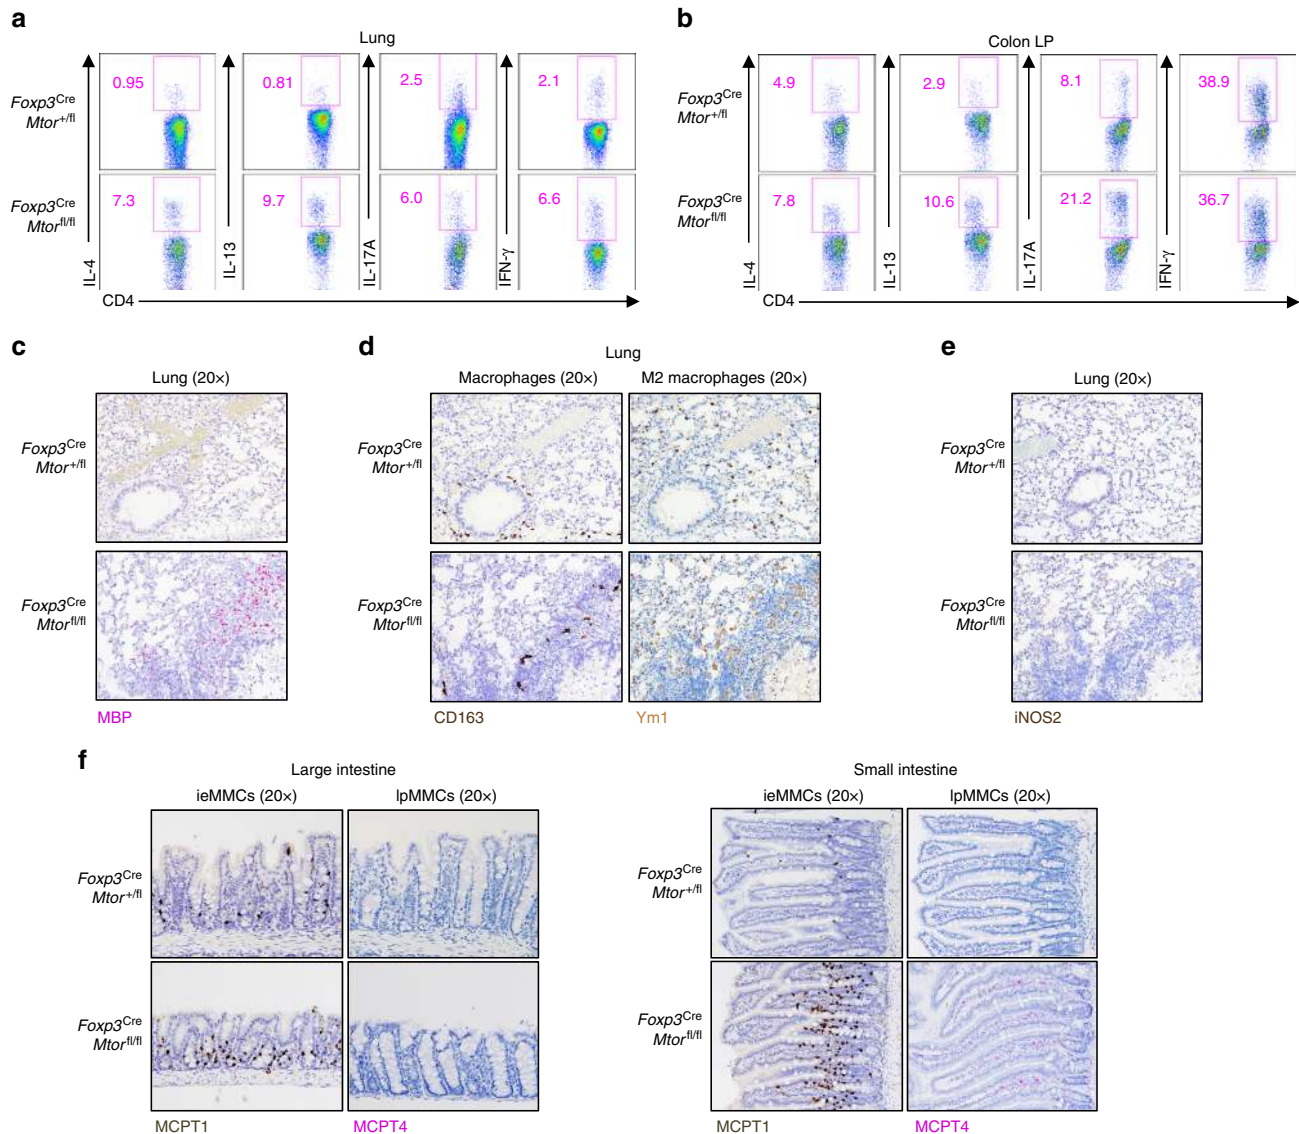 a
Lung
Foxp3Cre
Mtor+/fl
0.95
0.81
2.5
2.1
Foxp3Cre
Mtorfl/fl
7.3
9.7
6.0
6.6
IL-4
IL-13
IL-17A
IFN-γ
CD4
b
Colon LP
Foxp3Cre
Mtor+/fl
4.9
2.9
8.1
38.9
Foxp3Cre
Mtorfl/fl
7.8
10.6
21.2
36.7
IL-4
IL-13
IL-17A
IFN-γ
CD4
c
Lung (20×)
Foxp3Cre
Mtor+/fl
Foxp3Cre
Mtorfl/fl
MBP
d
Lung
Macrophages (20×)
M2 macrophages (20×)
Foxp3Cre
Mtor+/fl
Foxp3Cre
Mtorfl/fl
CD163
Ym1
e
Lung (20×)
Foxp3Cre
Mtor+/fl
Foxp3Cre
Mtorfl/fl
iNOS2
f
Large intestine
ieMMCs (20×)
lpMMCs (20×)
Foxp3Cre
Mtor+/fl
Foxp3Cre
Mtorfl/fl
MCPT1
MCPT4
Small intestine
ieMMCs (20×)
lpMMCs (20×)
Foxp3Cre
Mtor+/fl
Foxp3Cre
Mtorfl/fl
MCPT1
MCPT4